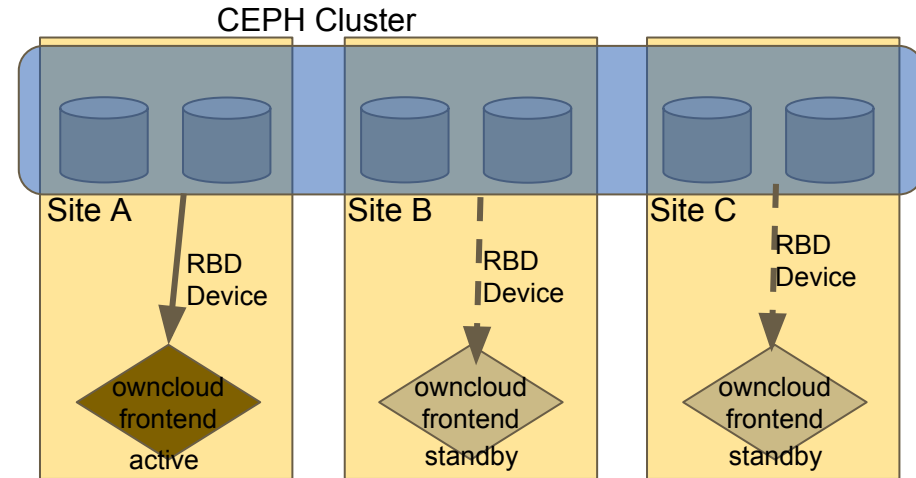 CEPH Cluster
Site A
Site B
Site C
RBD
Device
RBD
Device
RBD
Device
owncloud
frontend
active
owncloud
frontend
standby
owncloud
frontend
standby